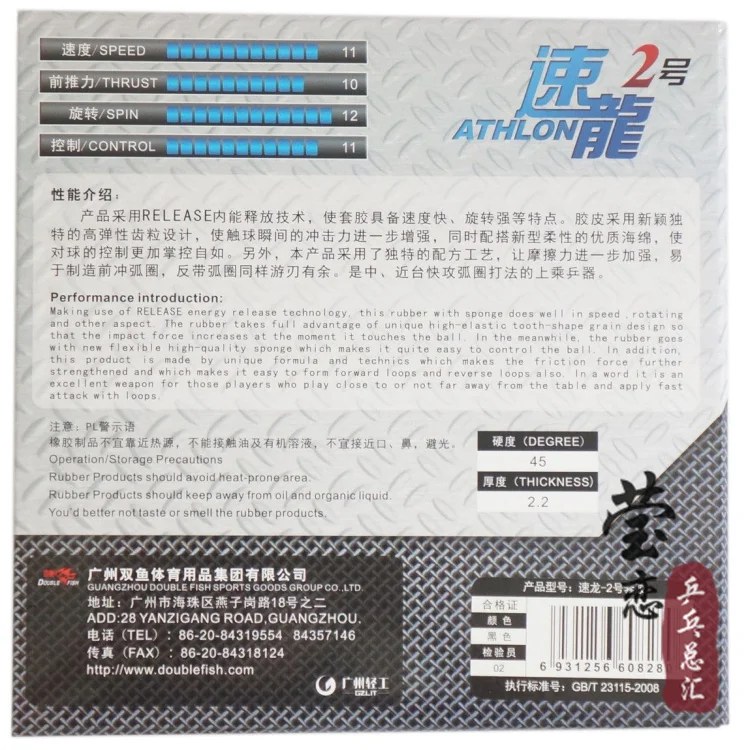 速度/SPEED 11
前推力/THRUST 10
旋转/SPIN 12
控制/CONTROL 11
速龍2号
ATHLON
性能介绍:
产品采用RELEASE内能释放技术，使套胶具备速度快、旋转强等特点。胶皮采用新颖独
特的高弹性齿粒设计，使触球瞬间的冲击力进一步增强，同时配搭新型柔性的优质海绵，使
对球的控制更加掌控自如。另外，本产品采用了独特的配方工艺，让摩擦力进一步加强，易
于制造前冲弧圈，反带弧圈同样游刃有余。是中、近台快攻弧圈打法的上乘乒器。
Performance introduction:
Making use of RELEASE energy release technology, this rubber with sponge does well in speed ,rotating
and other aspect. The rubber takes full advantage of unique high-elastic tooth-shape grain design so
that the impact force increases at the moment it touches the ball. In the meanwhile, the rubber goes
with new flexible high-quality sponge which makes it quite easy to control the ball. In addition,
this product is made by unique formula and technics which makes the friction force further
strengthened and which makes it easy to form forward loops and reverse loops also. In a word it is an
excellent weapon for those players who play close to or not far away from the table and apply fast
attack with loops.
注意: PL警示语
橡胶制品不宜靠近热源，不能接触油及有机溶液，不宜接近口、鼻，避光。
Operation/Storage Precautions
Rubber Products should avoid heat-prone area.
Rubber Products should keep away from oil and organic liquid.
You'd better not taste or smell the rubber products.
硬度 (DEGREE)
45
厚度 (THICKNESS)
2.2
莹恋
乒乓总汇
DOUBLE FISH
广州双鱼体育用品集团有限公司
GUANGZHOU DOUBLE FISH SPORTS GOODS GROUP CO.,LTD.
地址: 广州市海珠区燕子岗路18号之二
ADD:28 YANZIGANG ROAD,GUANGZHOU.
电话 (TEL) : 86-20-84319554 84357146
传真 (FAX) : 86-20-84318124
http://www.doublefish.com
广州轻工
GZLIT
产品型号: 速龙-2号
合格证
颜色
黑色
检验员
02
6 931256 60828
执行标准号: GB/T 23115-2008